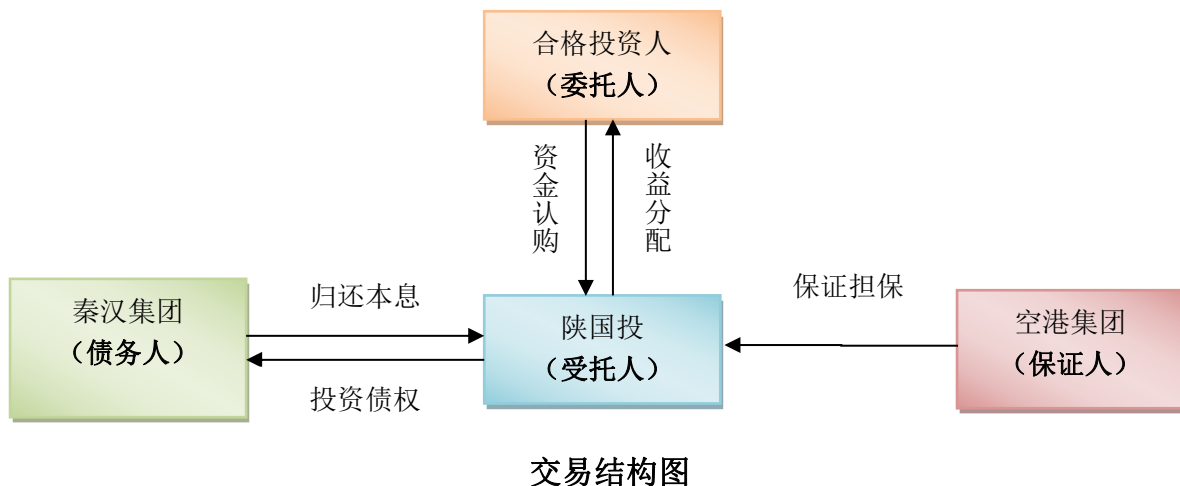 合格投资人
（委托人）
资金认购
收益分配
秦汉集团
（债务人）
归还本息
投资债权
陕国投
（受托人）
保证担保
空港集团
（保证人）
交易结构图